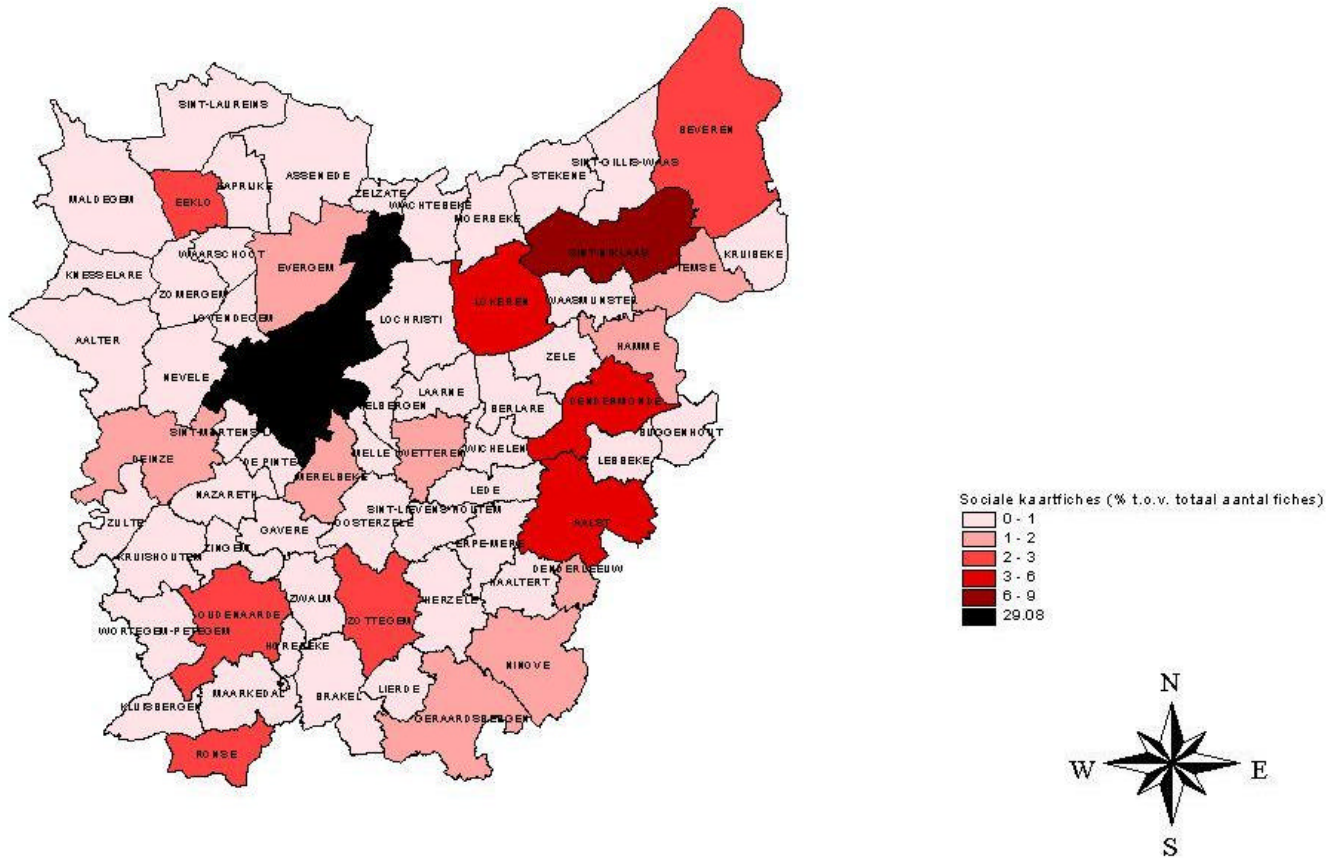 SINT-LAUREINS
BEVEREN
SINT-GILLIS-WAAS
ASSENEDE
STEKENE
KAPRIJKE
ZELZATE
MALDEGEM
EEKLO
WACHTEBEKE
MOERBEKE
WAARSCHOOT
SINT-NIKLAAS
KRUIBEKE
EVERGEM
TEMSE
KNESSELARE
ZOMERGEM
LOKEREN
WAASMUNSTER
LOVENDEGEM
LOCHRISTI
AALTER
HAMME
ZELE
NEVELE
LAARNE
DENDERMONDE
ELBERGEN
BERLARE
SINT-MARTENS-L
BUGGENHOUT
WICHELEN
MELLE
WETTEREN
DEINZE
DE PINTE
LEBBEKE
MERELBEKE
LEDE
NAZARETH
SINT-LIEVENS-HOUTEM
ZULTE
OOSTERZELE
AALST
GAVERE
ERPE-MERE
ZINGEM
KRUISHOUTEM
DENDERLEEUW
HAALTERT
ZWALM
HERZELE
OUDENAARDE
ZOTTEGEM
WORTEGEM-PETEGEM
HOREBEKE
NINOVE
LIERDE
MAARKEDAL
BRAKEL
KLUISBERGEN
GERAARDSBERGEN
RONSE
Sociale kaartfiches (% t.o.v. totaal aantal fiches)
0 - 1
1 - 2
2 - 3
3 - 6
6 - 9
29.08
N
W E
S